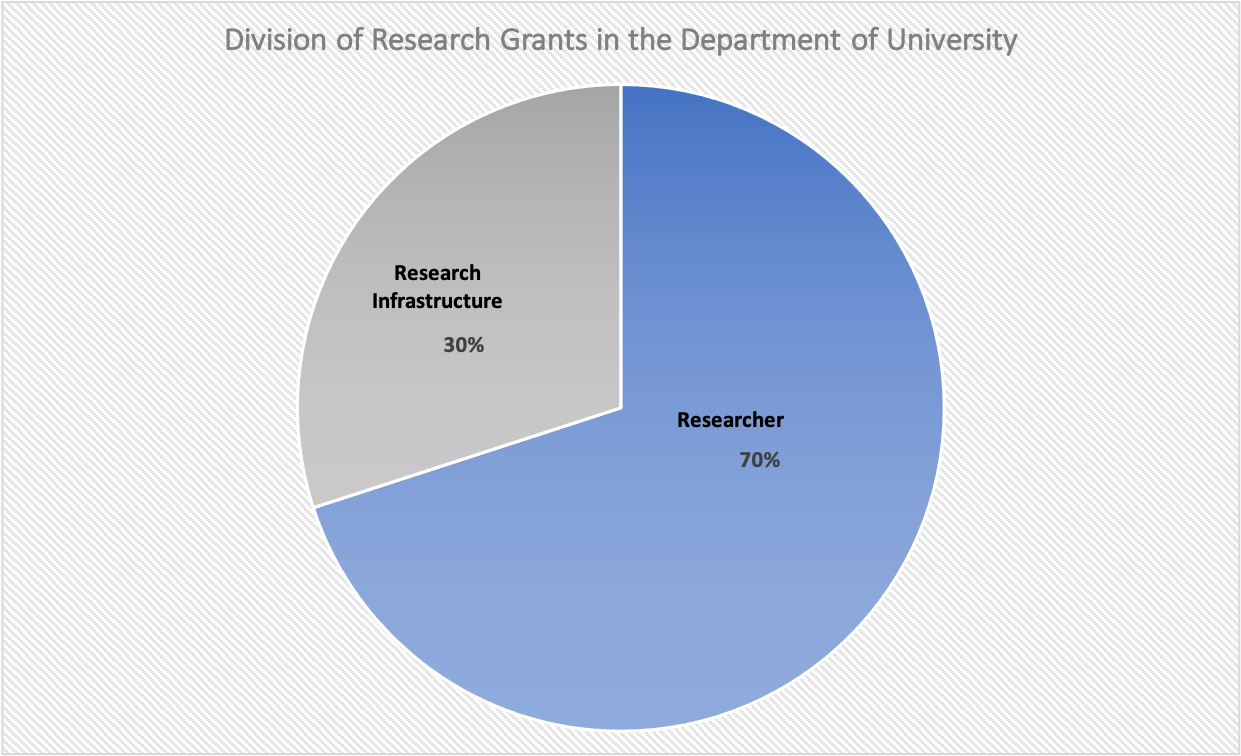 Division of Research Grants in the Department of University
Research
Infrastructure
30%
Researcher
70%